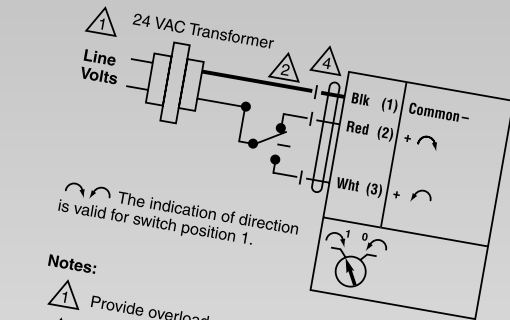 1 24 VAC Transformer
Line
Volts
2 4
Blk (1) Common–
Red (2) +
Wht (3) +
The indication of direction
is valid for switch position 1.
1 0
Notes:
1 Provide overload